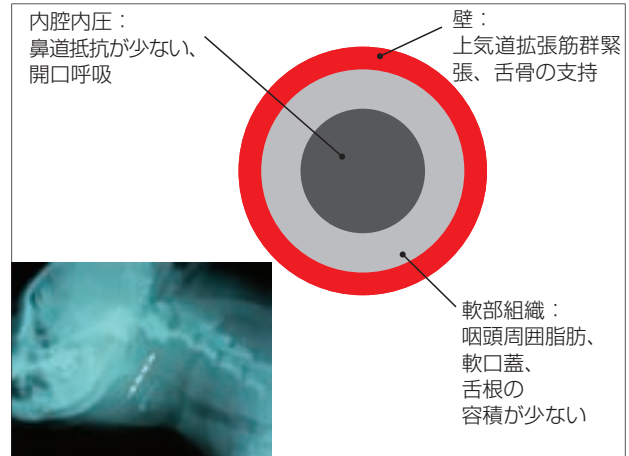 内腔内圧：
鼻道抵抗が少ない、
開口呼吸
壁：
上気道拡張筋群緊
張、舌骨の支持
軟部組織：
咽頭周囲脂肪、
軟口蓋、
舌根の
容積が少ない